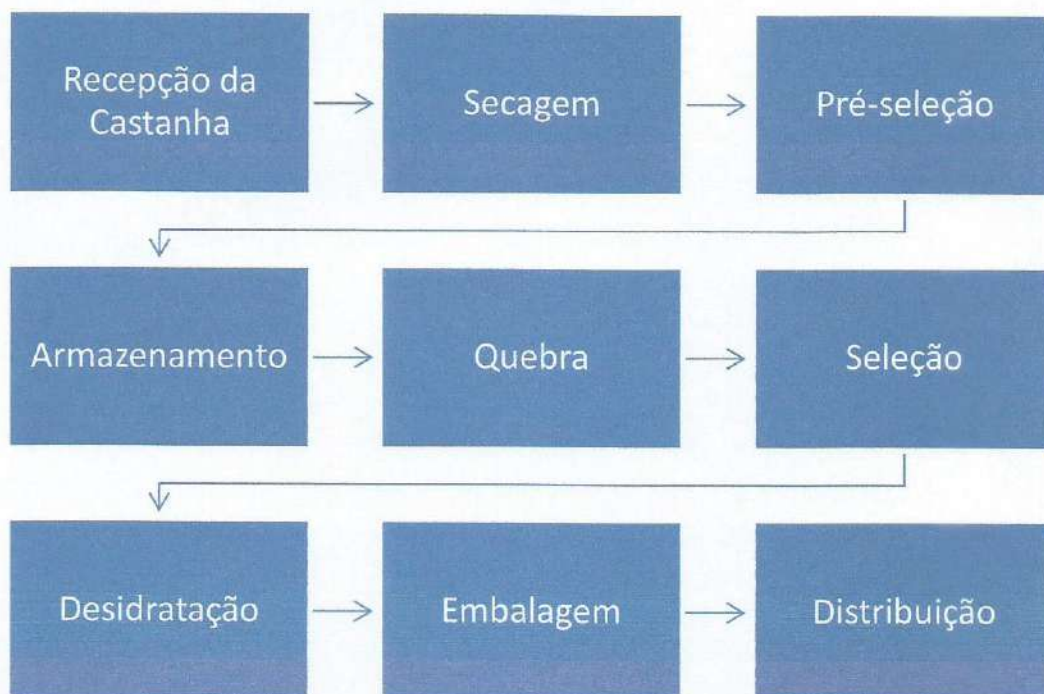 Recepção da
Castanha
Secagem
Pré-seleção
Armazenamento
Quebra
Seleção
Desidratação
Embalagem
Distribuição